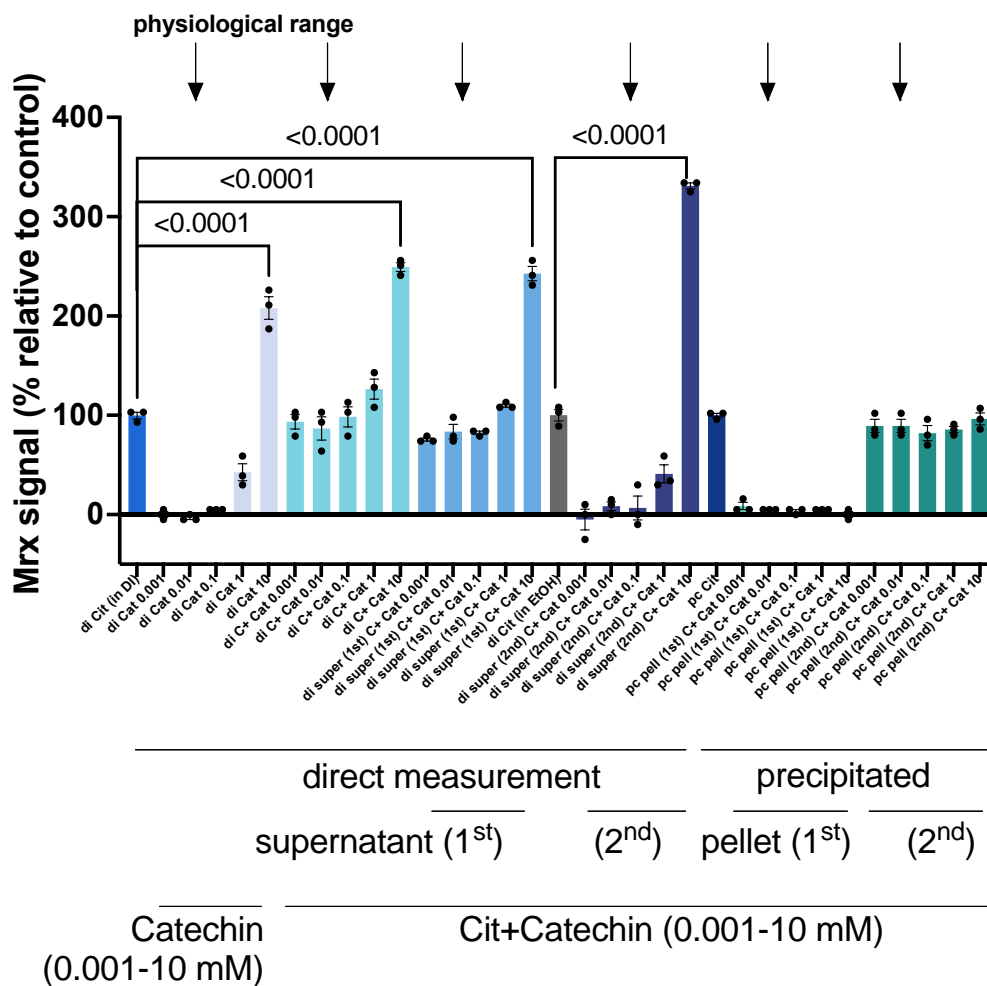 physiological range
Mrx signal (% relative to control)
400
300
200
100
0
<0.0001
<0.0001
<0.0001
<0.0001
di Cit (in DI)
di Cat 0.001
di Cat 0.01
di Cat 0.1
di Cat 1
di Cat 10
di C+ Cat 0.001
di C+ Cat 0.01
di C+ Cat 0.1
di C+ Cat 1
di C+ Cat 10
di super (1st) C+ Cat 0.001
di super (1st) C+ Cat 0.01
di super (1st) C+ Cat 0.1
di super (1st) C+ Cat 1
di super (1st) C+ Cat 10
di Cit (in EtOH)
di super (2nd) C+ Cat 0.001
di super (2nd) C+ Cat 0.01
di super (2nd) C+ Cat 0.1
di super (2nd) C+ Cat 1
di super (2nd) C+ Cat 10
pc Cit
pc pell (1st) C+ Cat 0.001
pc pell (1st) C+ Cat 0.01
pc pell (1st) C+ Cat 0.1
pc pell (1st) C+ Cat 1
pc pell (1st) C+ Cat 10
pc pell (2nd) C+ Cat 0.001
pc pell (2nd) C+ Cat 0.01
pc pell (2nd) C+ Cat 0.1
pc pell (2nd) C+ Cat 1
pc pell (2nd) C+ Cat 10
direct measurement precipitated
supernatant (1st) (2nd) pellet (1st) (2nd)
Catechin Cit+Catechin (0.001-10 mM)
(0.001-10 mM)